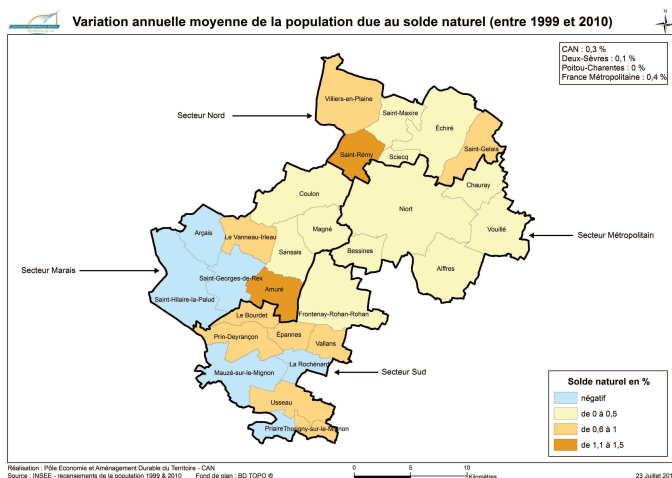 Variation annuelle moyenne de la population due au solde naturel (entre 1999 et 2010)
N
CAN : 0,3 %
Deux-Sèvres : 0,1 %
Poitou-Charentes : 0 %
France Métropolitaine : 0,4 %
Villiers-en-Plaine
Saint-Maxire
Secteur Nord
Échiré
Saint-Rémy
Sciecq
Saint-Gelais
Chauray
Coulon
Niort
Magné
Vouillé
Arçais
Le Vanneau-Irleau
Secteur Métropolitain
Sansais
Bessines
Aiffres
Secteur Marais
Saint-Georges-de-Rex
Amuré
Saint-Hilaire-la-Palud
Le Bourdet
Frontenay-Rohan-Rohan
Prin-Deyrançon
Épannes
Vallans
La Rochénard
Mauzé-sur-le-Mignon
Secteur Sud
Usseau
Priaire
Thorigny-sur-le-Mignon
Solde naturel en %
négatif
de 0 à 0,5
de 0,6 à 1
de 1,1 à 1,5
Réalisation : Pôle Economie et Aménagement Durable du Territoire - CAN
Source : INSEE - recensements de la population 1999 & 2010 Fond de plan : BD TOPO ®
0 5 10
Kilomètres
23 Juillet